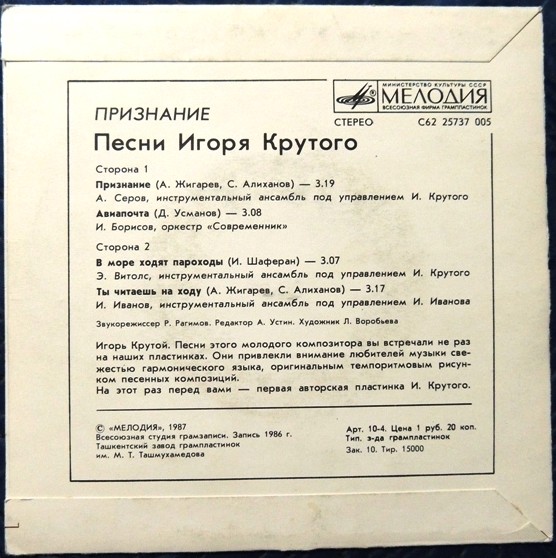 МИНИСТЕРСТВО КУЛЬТУРЫ СССР
МЕЛОДИЯ
ВСЕСОЮЗНАЯ ФИРМА ГРАМПЛАСТИНОК
СТЕРЕО С62 25737 005
ПРИЗНАНИЕ
Песни Игоря Крутого
Сторона 1
Признание (А. Жигарев, С. Алиханов) — 3.19
А. Серов, инструментальный ансамбль под управлением И. Крутого
Авиапочта (Д. Усманов) — 3.08
И. Борисов, оркестр «Современник»
Сторона 2
В море ходят пароходы (И. Шаферан) — 3.07
Э. Витолс, инструментальный ансамбль под управлением И. Крутого
Ты читаешь на ходу (А. Жигарев, С. Алиханов) — 3.17
И. Иванов, инструментальный ансамбль под управлением И. Иванова
Звукорежиссер Р. Рагимов. Редактор А. Устин. Художник Л. Воробьева
Игорь Крутой. Песни этого молодого композитора вы встречали не раз
на наших пластинках. Они привлекли внимание любителей музыки све-
жестью гармонического языка, оригинальным темпоритмовым рисун-
ком песенных композиций.
На этот раз перед вами — первая авторская пластинка И. Крутого.
© «МЕЛОДИЯ», 1987
Всесоюзная студия грамзаписи. Запись 1986 г.
Ташкентский завод грампластинок
им. М. Т. Ташмухамедова
Арт. 10-4. Цена 1 руб. 20 коп.
Тип. з-да грампластинок
Зак. 10. Тир. 15000